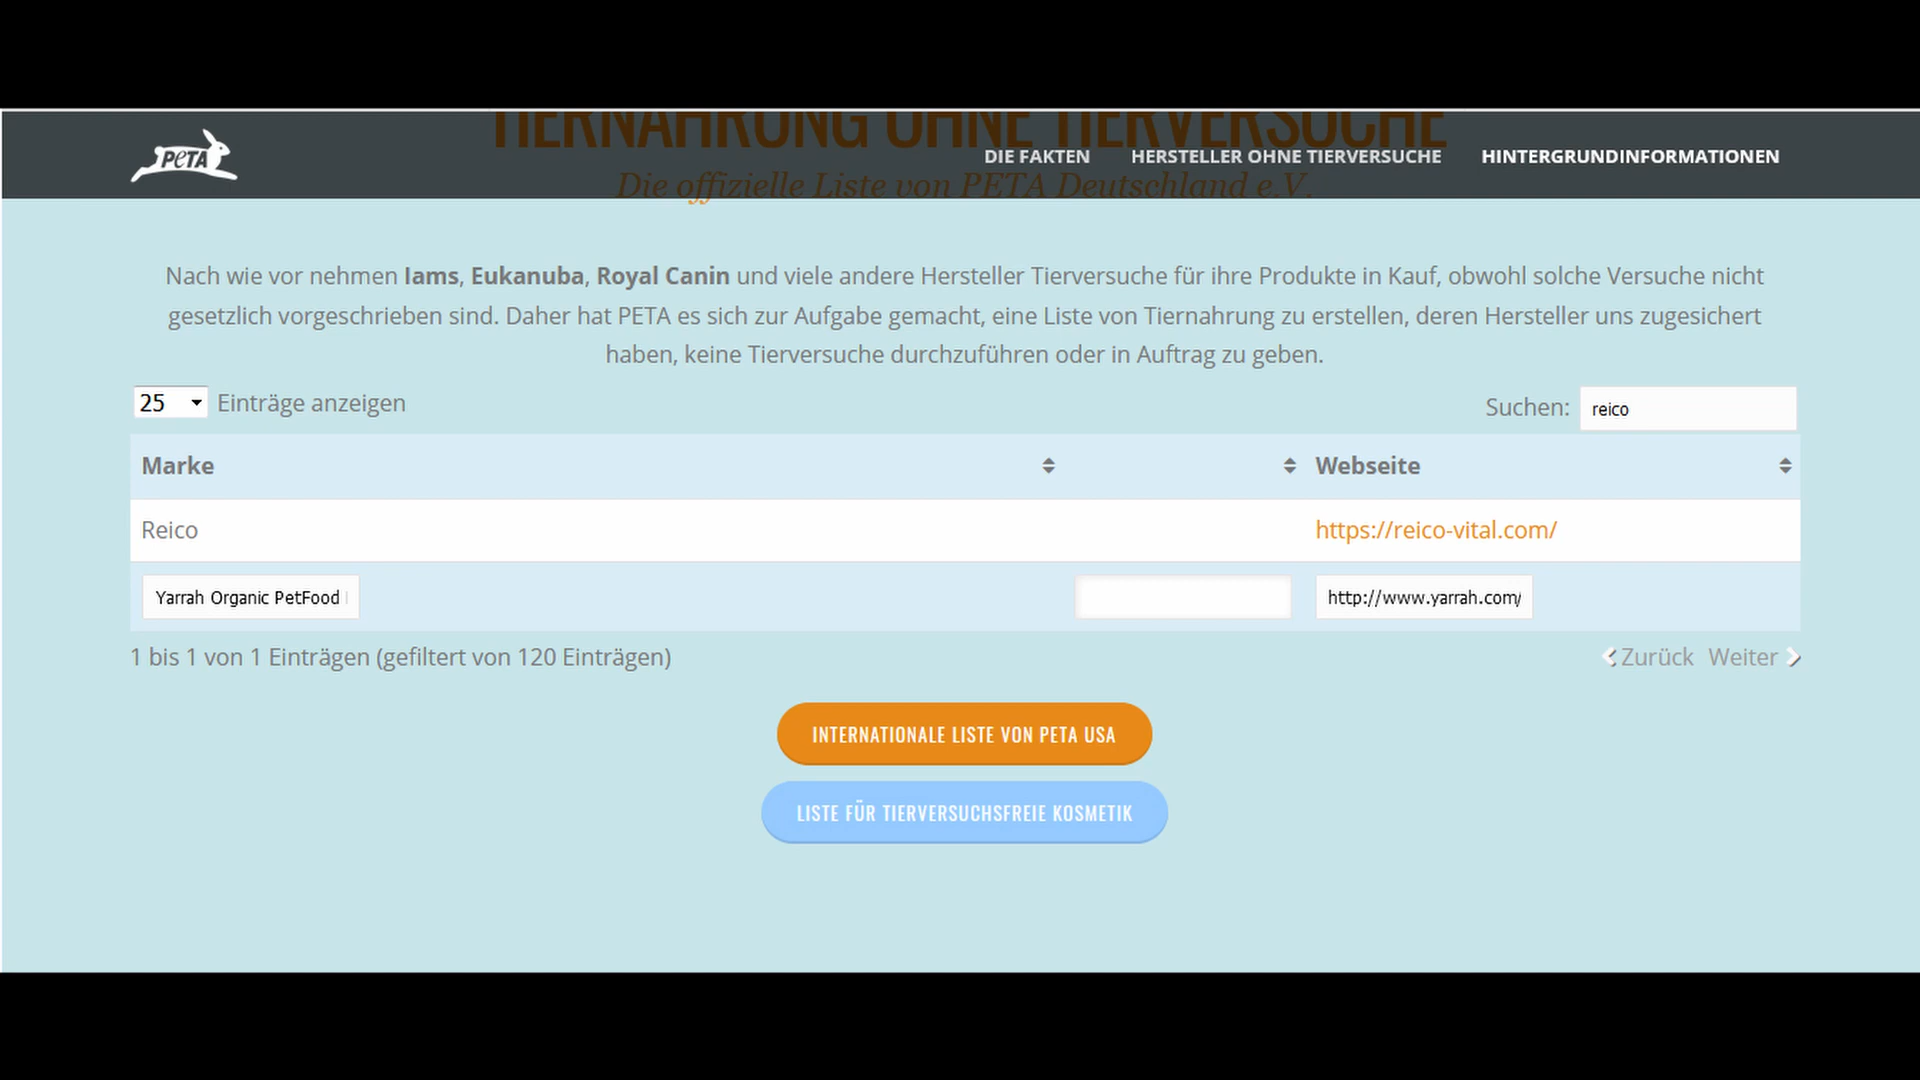 TIERNAHRUNG OHNE TIERVERSUCHE
PETA
DIE FAKTEN HERSTELLER OHNE TIERVERSUCHE HINTERGRUNDINFORMATIONEN
Die offizielle Liste von PETA Deutschland e.V.
Nach wie vor nehmen Iams, Eukanuba, Royal Canin und viele andere Hersteller Tierversuche für ihre Produkte in Kauf, obwohl solche Versuche nicht
gesetzlich vorgeschrieben sind. Daher hat PETA es sich zur Aufgabe gemacht, eine Liste von Tiernahrung zu erstellen, deren Hersteller uns zugesichert
haben, keine Tierversuche durchzuführen oder in Auftrag zu geben.
25 Einträge anzeigen
Suchen: reico
Marke Webseite
Reico https://reico-vital.com/
Yarrah Organic PetFood http://www.yarrah.com/
1 bis 1 von 1 Einträgen (gefiltert von 120 Einträgen)
Zurück Weiter
INTERNATIONALE LISTE VON PETA USA
LISTE FÜR TIERVERSUCHSFREIE KOSMETIK